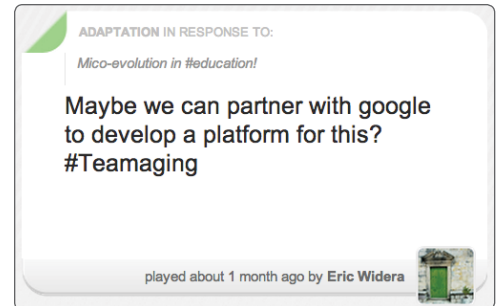 ADAPTATION IN RESPONSE TO:
Mico-evolution in #education!
Maybe we can partner with google
to develop a platform for this?
#Teamaging
played about 1 month ago by Eric Widera